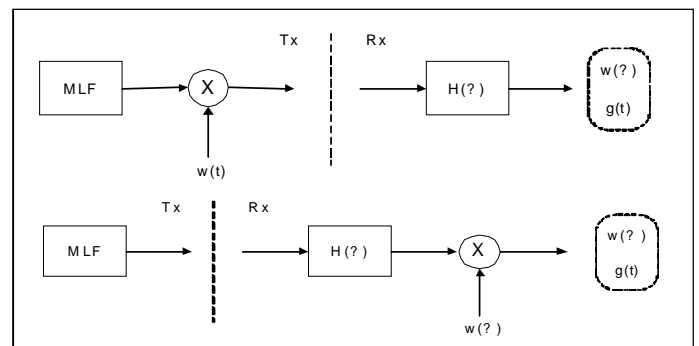 Tx Rx
MLF X H(?) w(?)
g(t)
w(t)
Tx Rx
MLF H(?) X w(?)
g(t)
w(?)